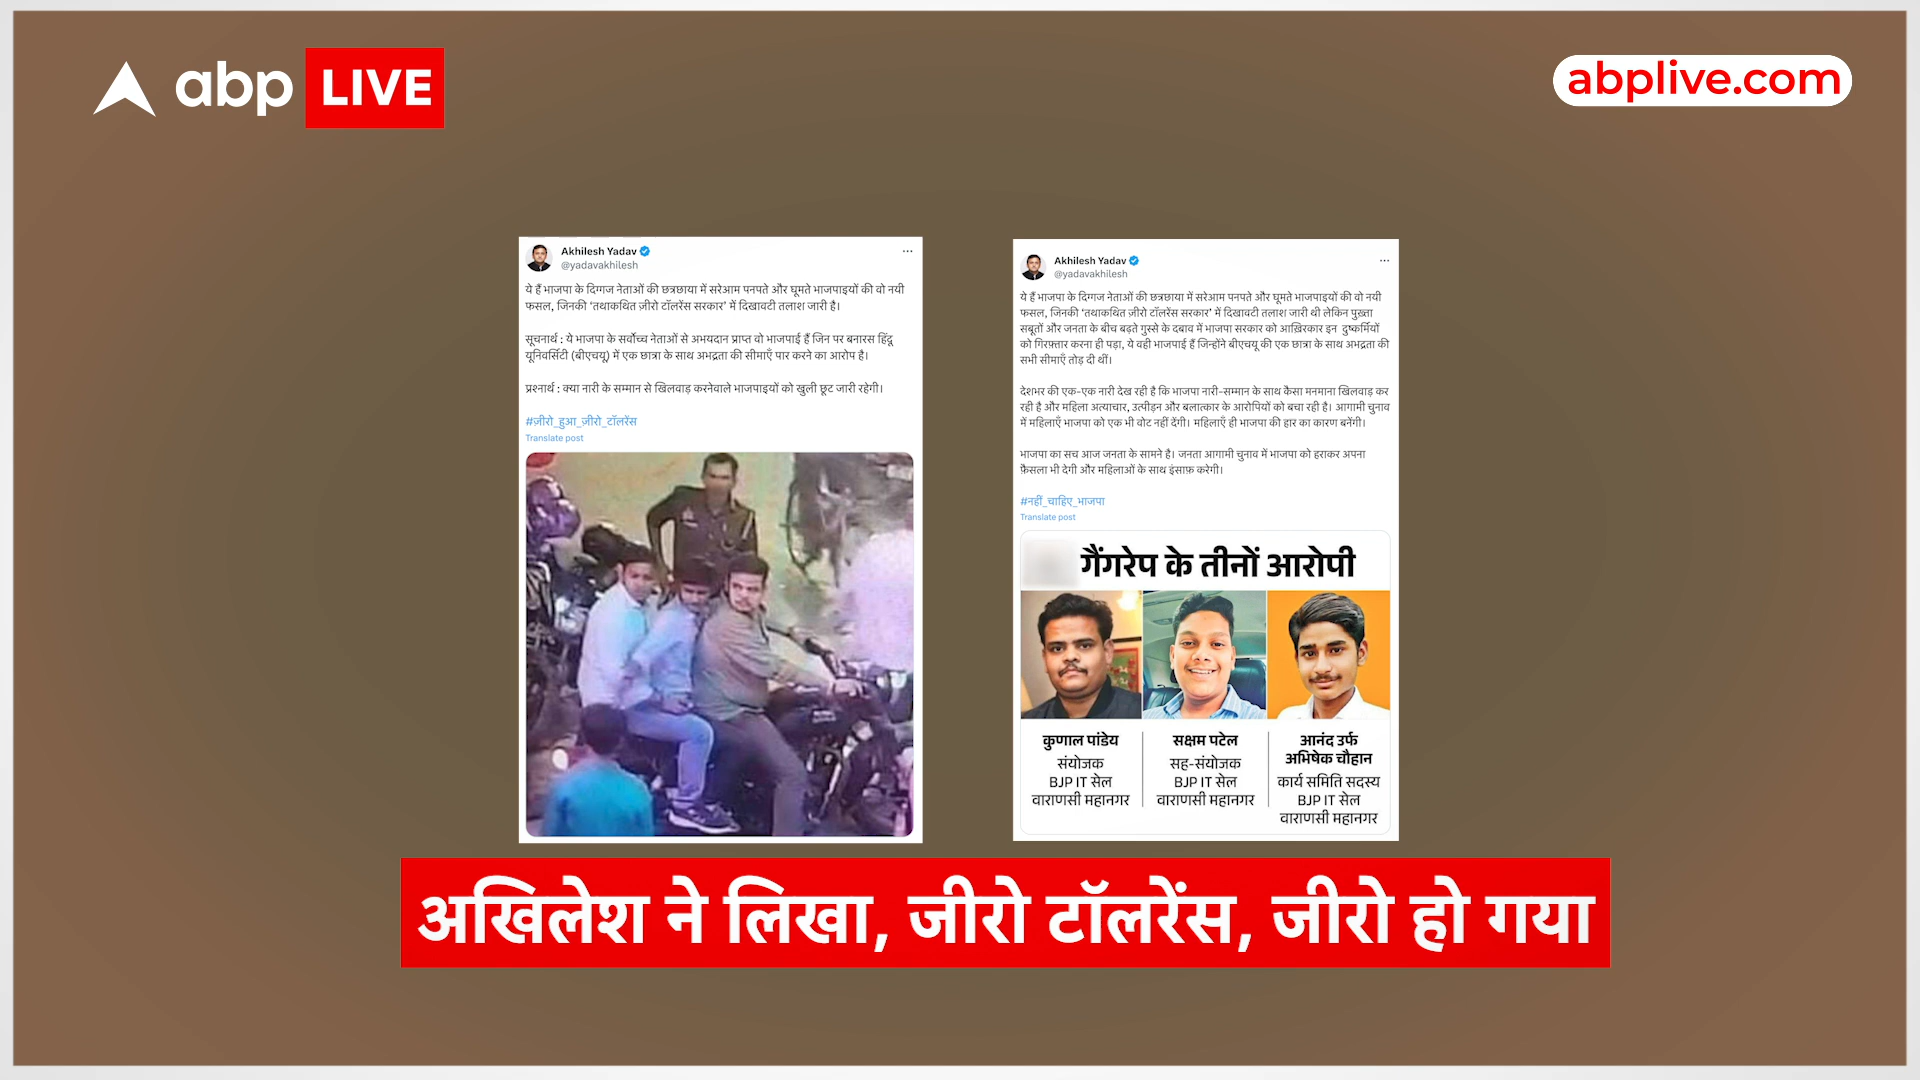 abp LIVE
abplive.com
Akhilesh Yadav
@yadavakhilesh
ये हैं भाजपा के दिग्गज नेताओं की छत्रछाया में सरेआम पनपते और घूमते भाजपाइयों की वो नयी
फसल, जिनकी ‘तथाकथित ज़ीरो टॉलरेंस सरकार’ में दिखावटी तलाश जारी है।
सूचनार्थ : ये भाजपा के सर्वोच्च नेताओं से अभयदान प्राप्त वो भाजपाई हैं जिन पर बनारस हिंदू
यूनिवर्सिटी (बीएचयू) में एक छात्रा के साथ अभद्रता की सीमाएँ पार करने का आरोप है।
प्रश्नार्थ : क्या नारी के सम्मान से खिलवाड़ करनेवाले भाजपाइयों को खुली छूट जारी रहेगी।
#ज़ीरो_हुआ_ज़ीरो_टॉलरेंस
Translate post
Akhilesh Yadav
@yadavakhilesh
ये हैं भाजपा के दिग्गज नेताओं की छत्रछाया में सरेआम पनपते और घूमते भाजपाइयों की वो नयी
फसल, जिनकी ‘तथाकथित ज़ीरो टॉलरेंस सरकार’ में दिखावटी तलाश जारी थी लेकिन पुख़्ता
सबूतों और जनता के बीच बढ़ते गुस्से के दबाव में भाजपा सरकार को आख़िरकार इन दुष्कर्मियों
को गिरफ़्तार करना ही पड़ा, ये वही भाजपाई हैं जिन्होंने बीएचयू की एक छात्रा के साथ अभद्रता की
सभी सीमाएँ तोड़ दी थीं।
देशभर की एक-एक नारी देख रही है कि भाजपा नारी-सम्मान के साथ कैसा मनमाना खिलवाड़ कर
रही है और महिला अत्याचार, उत्पीड़न और बलात्कार के आरोपियों को बचा रही है। आगामी चुनाव
में महिलाएँ भाजपा को एक भी वोट नहीं देंगी। महिलाएँ ही भाजपा की हार का कारण बनेंगी।
भाजपा का सच आज जनता के सामने है। जनता आगामी चुनाव में भाजपा को हराकर अपना
फ़ैसला भी देगी और महिलाओं के साथ इंसाफ़ करेगी।
#नहीं_चाहिए_भाजपा
Translate post
गैंगरेप के तीनों आरोपी
कुणाल पांडेय
संयोजक
BJP IT सेल
वाराणसी महानगर
सक्षम पटेल
सह-संयोजक
BJP IT सेल
वाराणसी महानगर
आनंद उर्फ
अभिषेक चौहान
कार्य समिति सदस्य
BJP IT सेल
वाराणसी महानगर
अखिलेश ने लिखा, जीरो टॉलरेंस, जीरो हो गया